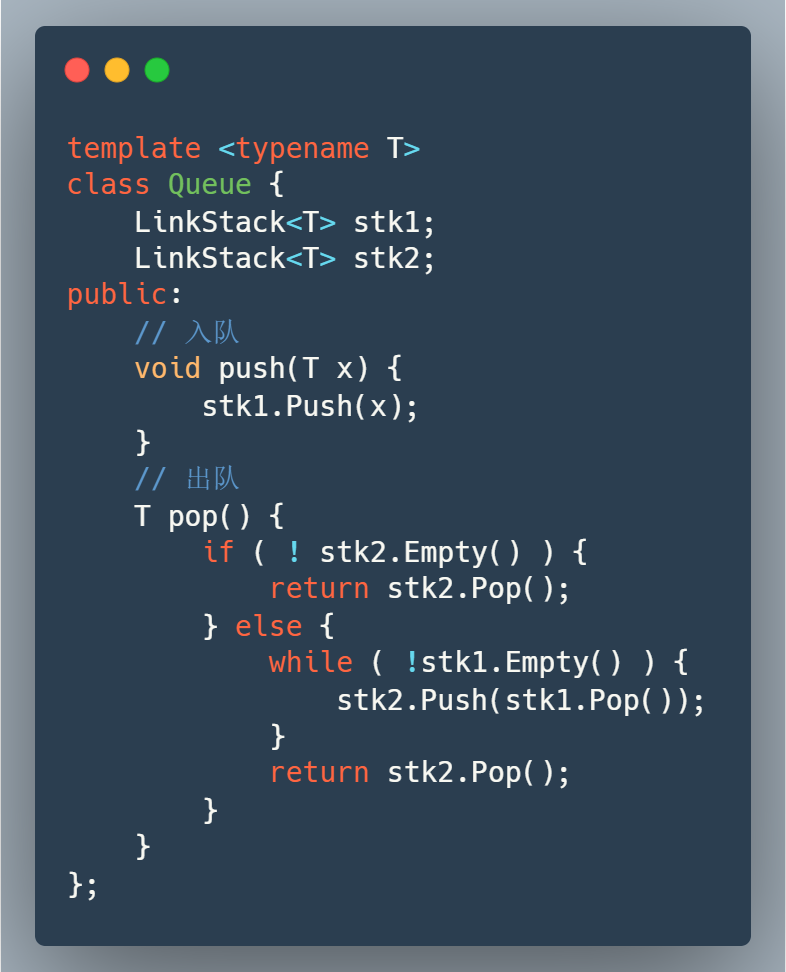 template <typename T>
class Queue {
    LinkStack<T> stk1;
    LinkStack<T> stk2;
public:
    // 入队
    void push(T x) {
        stk1.Push(x);
    }
    // 出队
    T pop() {
        if ( ! stk2.Empty() ) {
            return stk2.Pop();
        } else {
            while ( !stk1.Empty() ) {
                stk2.Push(stk1.Pop());
            }
            return stk2.Pop();
        }
    }
};